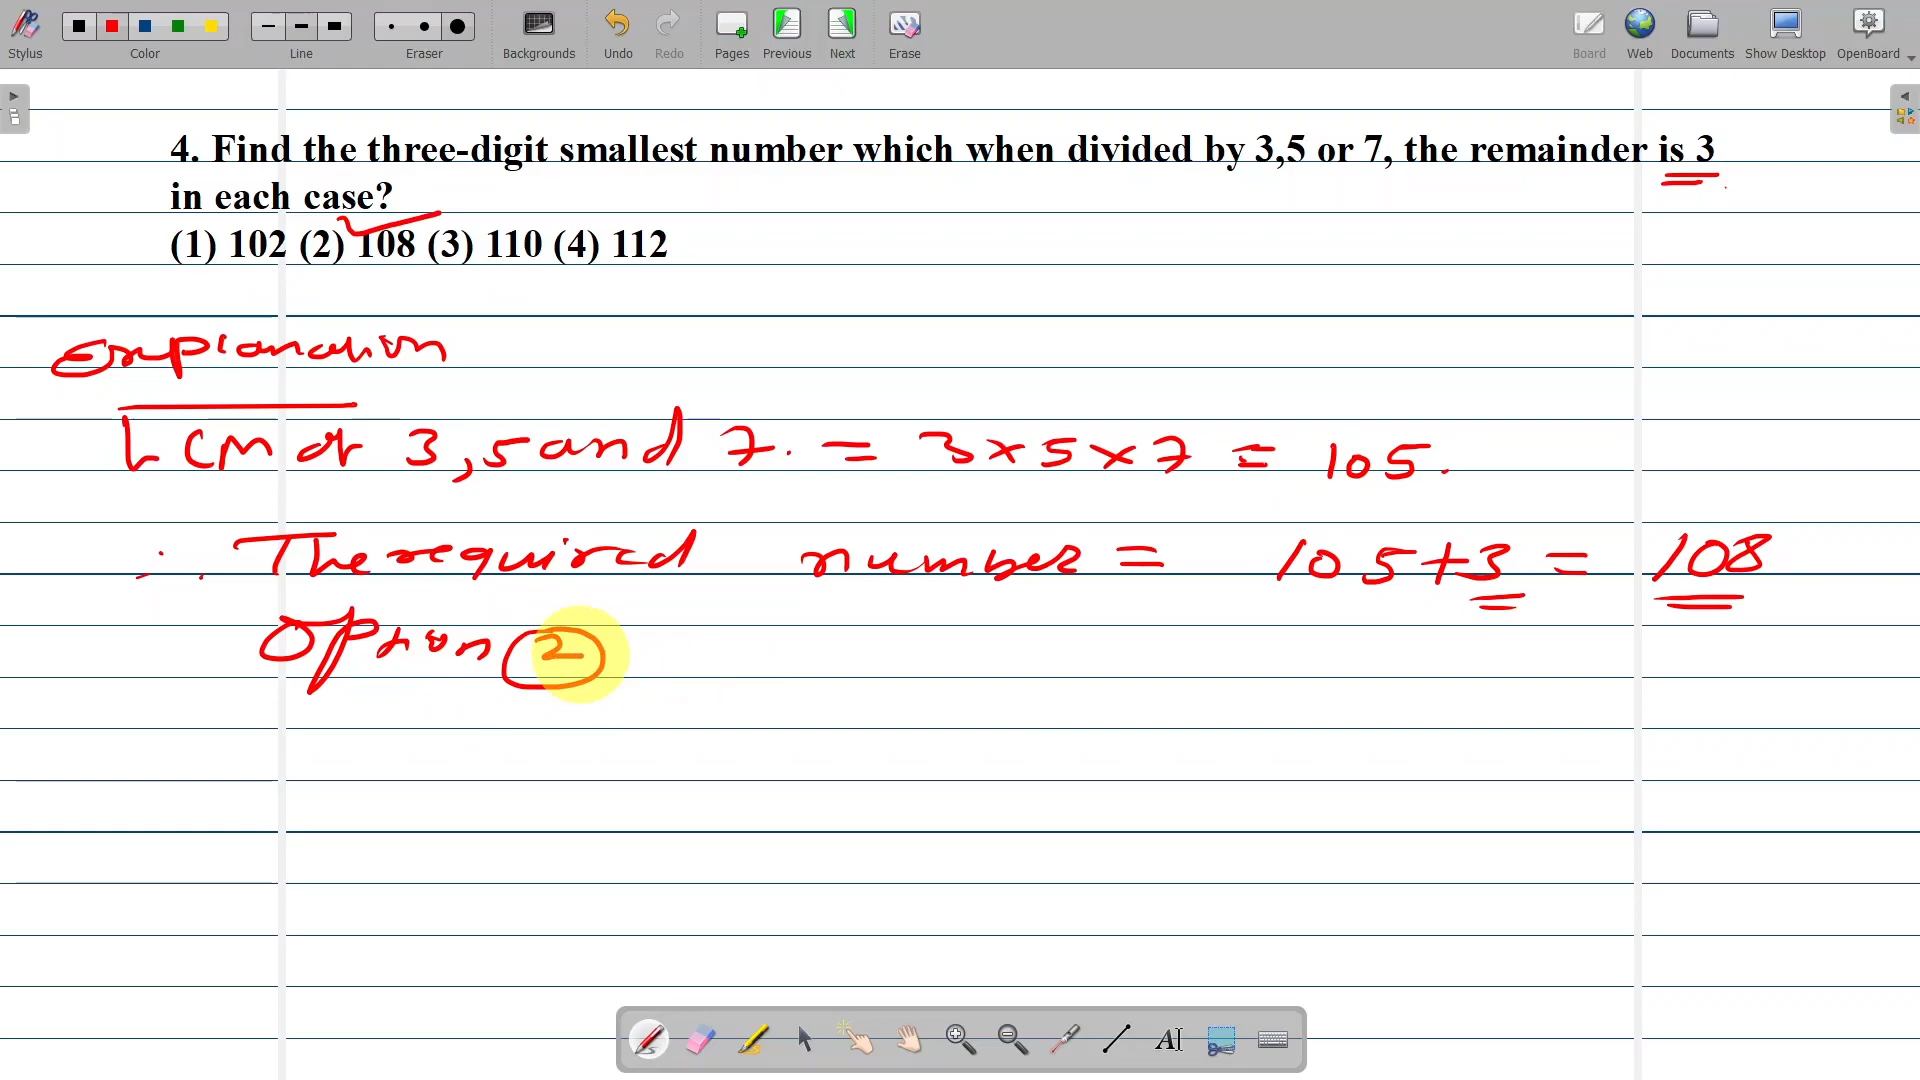 Stylus Color Line Eraser Backgrounds Undo Redo Pages Previous Next Erase Board Web Documents Show Desktop OpenBoard
4. Find the three-digit smallest number which when divided by 3,5 or 7, the remainder is 3
in each case?
(1) 102 (2) 108 (3) 110 (4) 112
Explanation
LCM of 3,5 and 7. = 3×5×7 = 105.
∴ The required number = 105+3 = 108
Option 2